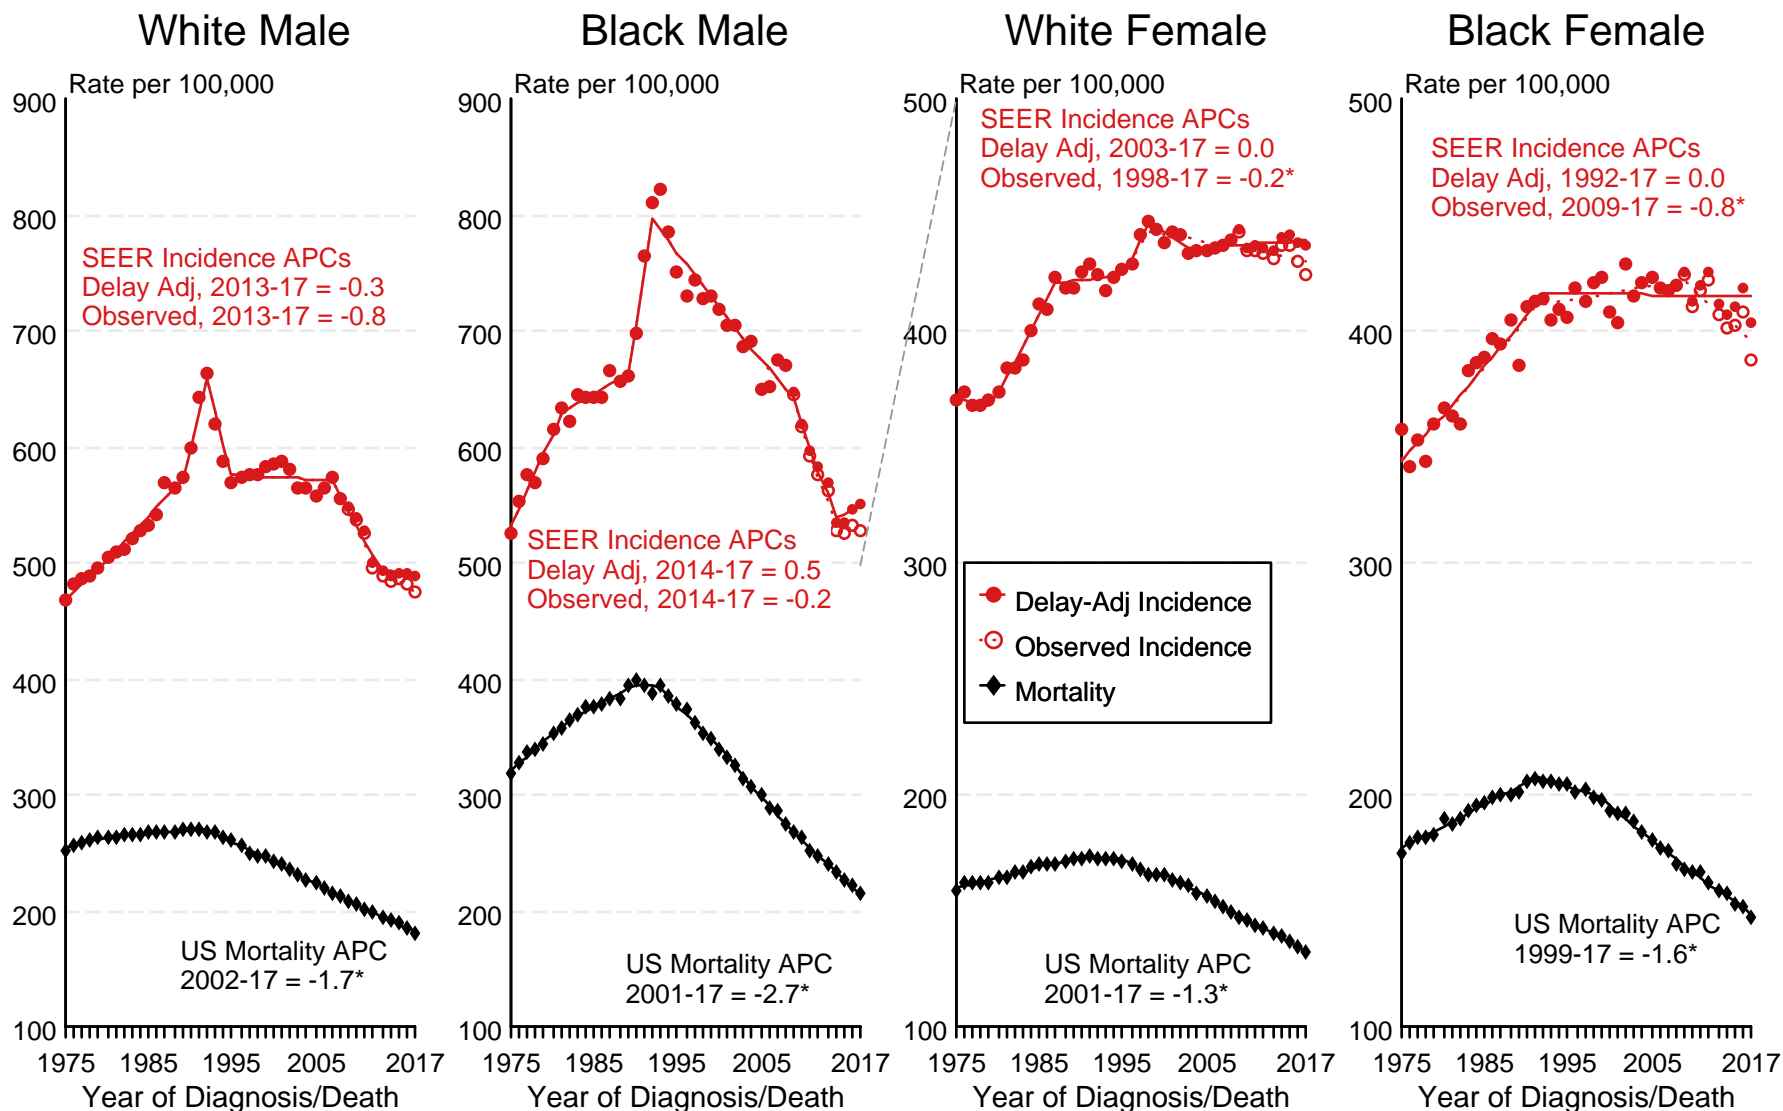 White Male
Rate per 100,000
900
800
700
600
500
400
300
200
100
SEER Incidence APCs
Delay Adj, 2013-17 = -0.3
Observed, 2013-17 = -0.8
US Mortality APC
2002-17 = -1.7*
1975 1985 1995 2005 2017
Year of Diagnosis/Death
Black Male
Rate per 100,000
900
800
700
600
500
400
300
200
100
SEER Incidence APCs
Delay Adj, 2014-17 = 0.5
Observed, 2014-17 = -0.2
US Mortality APC
2001-17 = -2.7*
1975 1985 1995 2005 2017
Year of Diagnosis/Death
White Female
Rate per 100,000
500
400
300
200
100
SEER Incidence APCs
Delay Adj, 2003-17 = 0.0
Observed, 1998-17 = -0.2*
Delay-Adj Incidence
Observed Incidence
Mortality
US Mortality APC
2001-17 = -1.3*
1975 1985 1995 2005 2017
Year of Diagnosis/Death
Black Female
Rate per 100,000
500
400
300
200
100
SEER Incidence APCs
Delay Adj, 1992-17 = 0.0
Observed, 2009-17 = -0.8*
US Mortality APC
1999-17 = -1.6*
1975 1985 1995 2005 2017
Year of Diagnosis/Death